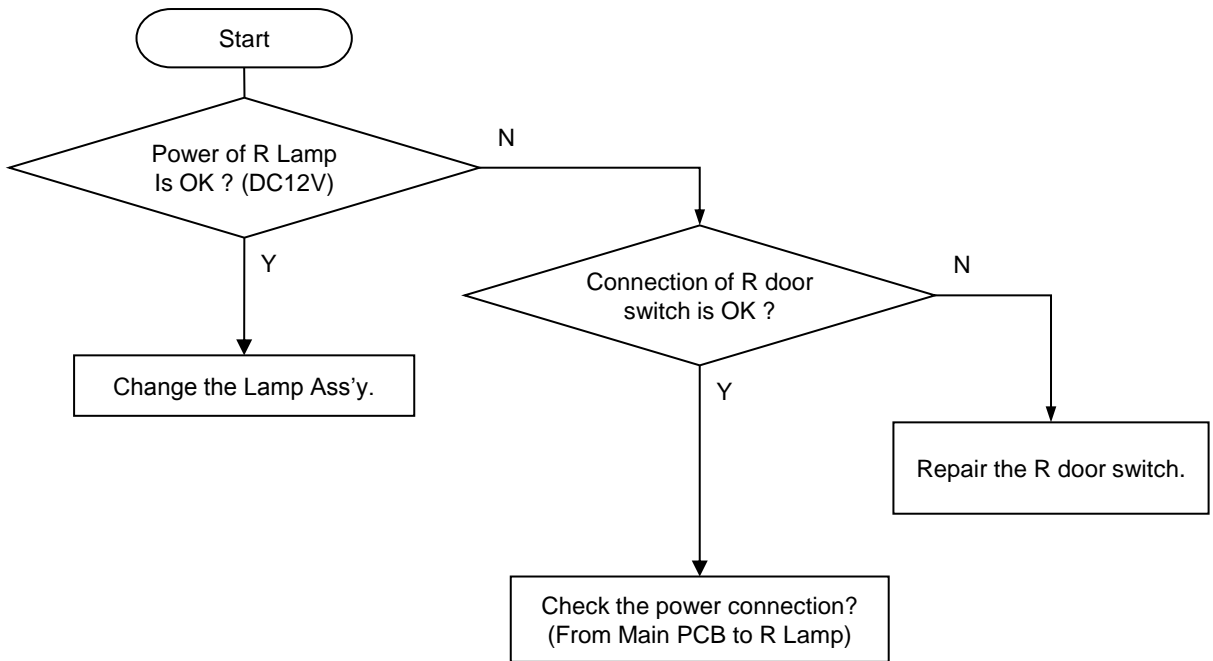 Start
Power of R Lamp
Is OK ? (DC12V)
N
Y
Connection of R door
switch is OK ?
N
Y
Change the Lamp Ass’y.
Repair the R door switch.
Check the power connection?
(From Main PCB to R Lamp)